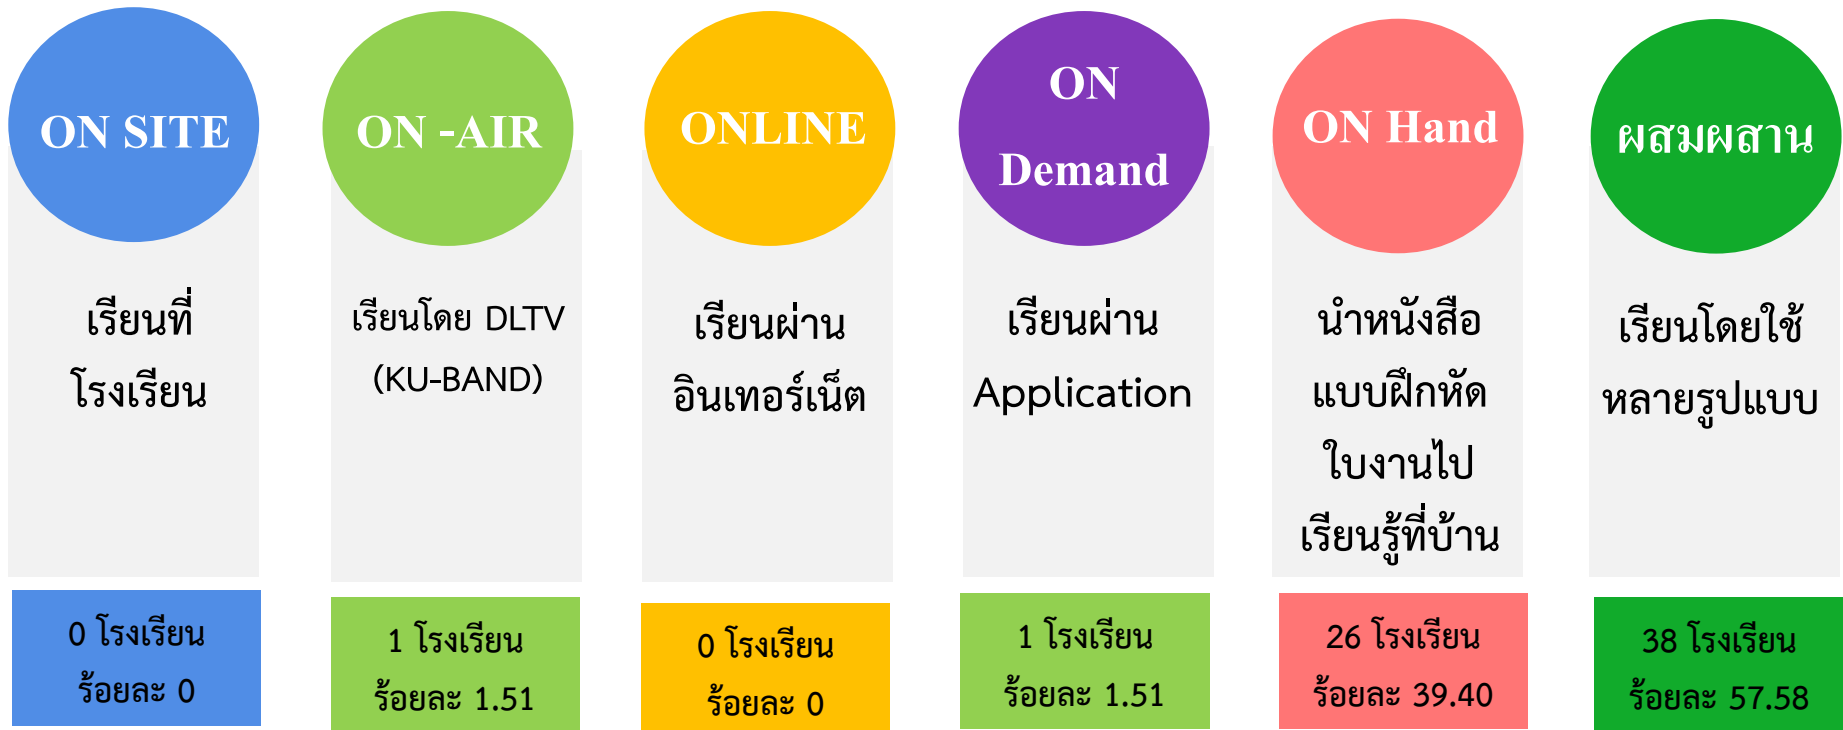 ON SITE
เรียนที่
โรงเรียน
0 โรงเรียน
ร้อยละ 0
ON -AIR
เรียนโดย DLTV
(KU-BAND)
1 โรงเรียน
ร้อยละ 1.51
ONLINE
เรียนผ่าน
อินเทอร์เน็ต
0 โรงเรียน
ร้อยละ 0
ON
Demand
เรียนผ่าน
Application
1 โรงเรียน
ร้อยละ 1.51
ON Hand
นำหนังสือ
แบบฝึกหัด
ใบงานไป
เรียนรู้ที่บ้าน
26 โรงเรียน
ร้อยละ 39.40
ผสมผสาน
เรียนโดยใช้
หลายรูปแบบ
38 โรงเรียน
ร้อยละ 57.58